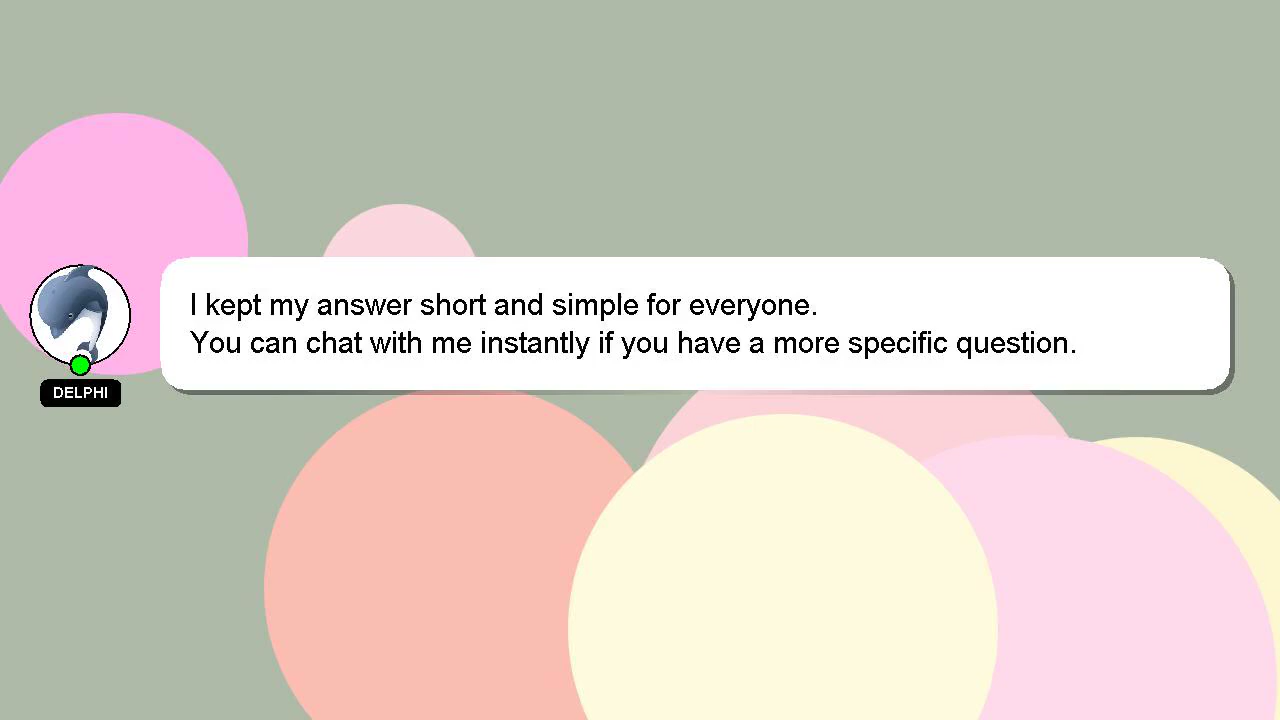 I kept my answer short and simple for everyone.
You can chat with me instantly if you have a more specific question.
DELPHI